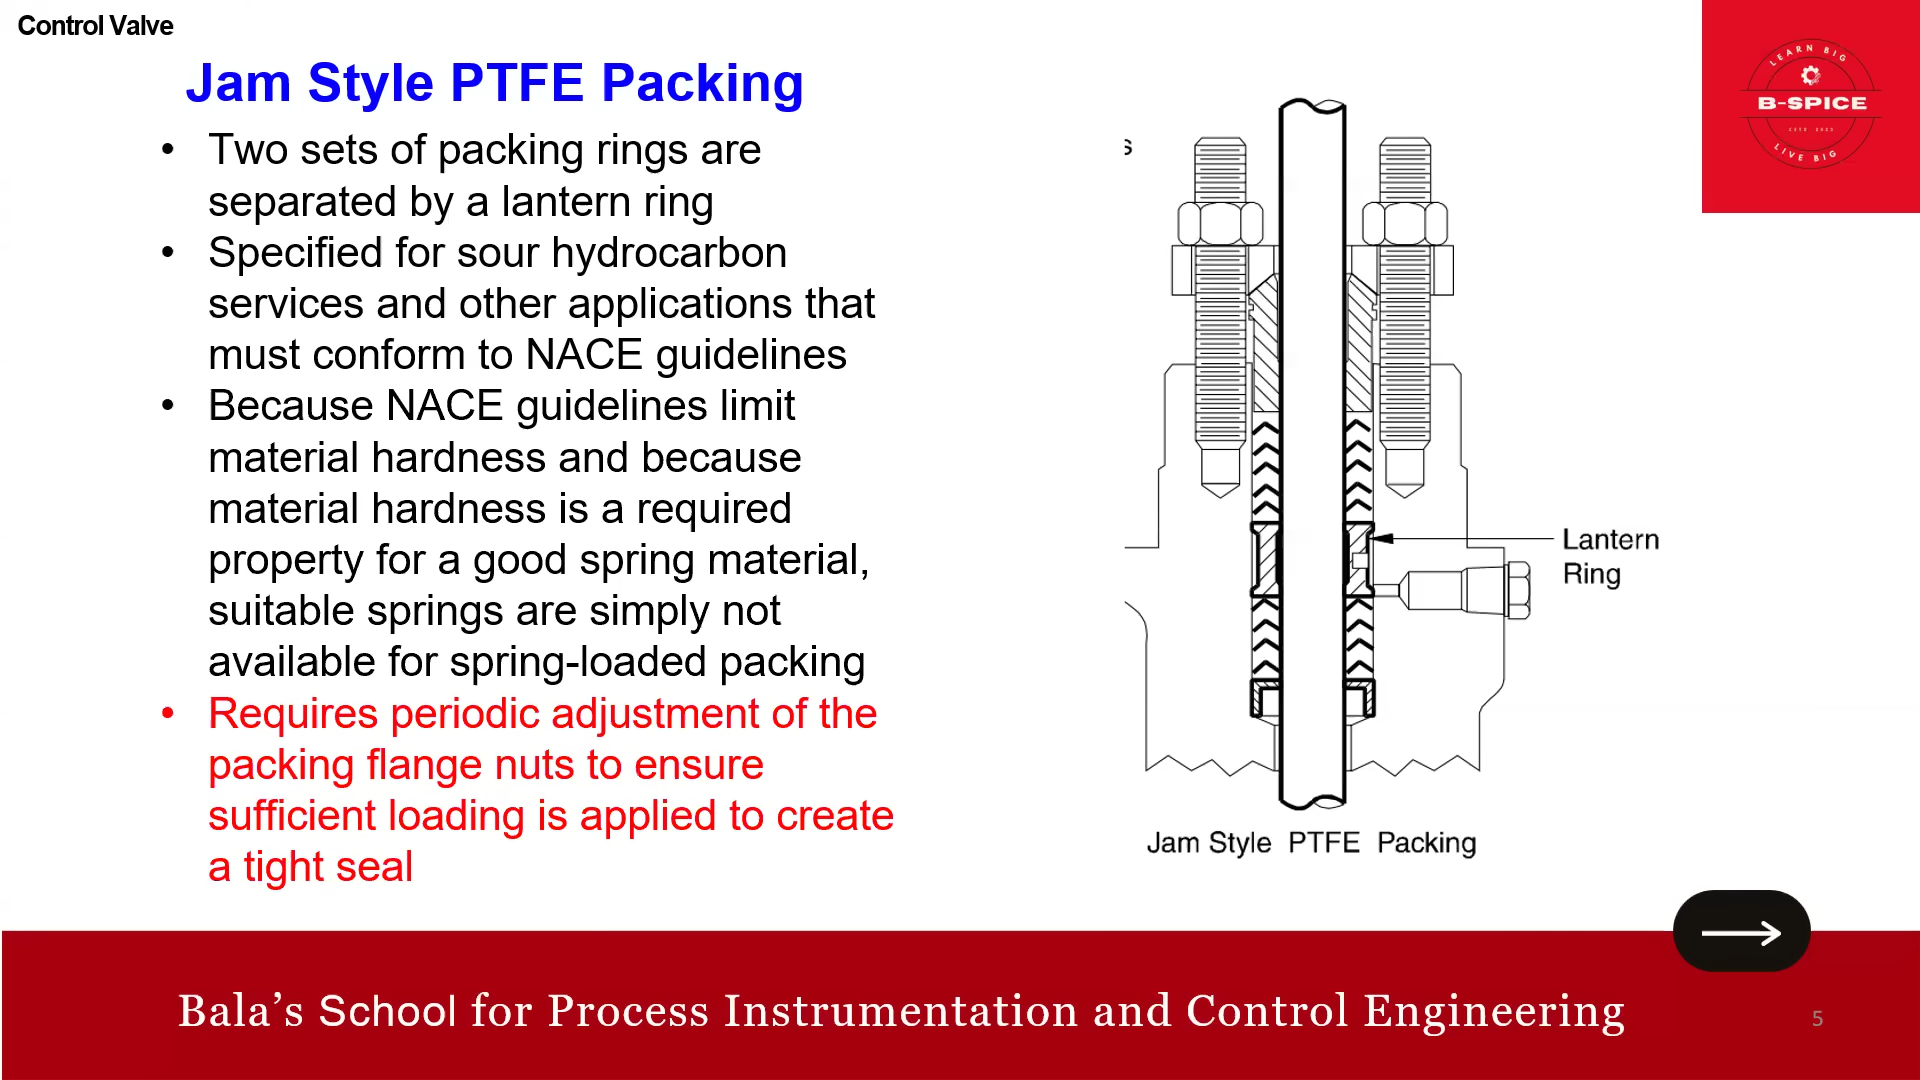 Control Valve
Jam Style PTFE Packing
• Two sets of packing rings are
separated by a lantern ring
• Specified for sour hydrocarbon
services and other applications that
must conform to NACE guidelines
• Because NACE guidelines limit
material hardness and because
material hardness is a required
property for a good spring material,
suitable springs are simply not
available for spring-loaded packing
• Requires periodic adjustment of the
packing flange nuts to ensure
sufficient loading is applied to create
a tight seal
s
Lantern
Ring
Jam Style PTFE Packing
LEARN BIG
B-SPICE
ESTD 2023
LIVE BIG
Bala’s School for Process Instrumentation and Control Engineering
5